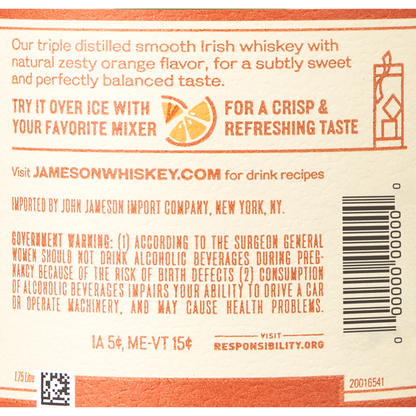 Our triple distilled smooth Irish whiskey with
natural zesty orange flavor, for a subtly sweet
and perfectly balanced taste.
TRY IT OVER ICE WITH
YOUR FAVORITE MIXER
FOR A CRISP &
REFRESHING TASTE
Visit JAMESONWHISKEY.COM for drink recipes
IMPORTED BY JOHN JAMESON IMPORT COMPANY, NEW YORK, NY.
GOVERNMENT WARNING: (1) ACCORDING TO THE SURGEON GENERAL
WOMEN SHOULD NOT DRINK ALCOHOLIC BEVERAGES DURING PREG-
NANCY BECAUSE OF THE RISK OF BIRTH DEFECTS (2) CONSUMPTION
OF ALCOHOLIC BEVERAGES IMPAIRS YOUR ABILITY TO DRIVE A CAR
OR OPERATE MACHINERY, AND MAY CAUSE HEALTH PROBLEMS.
IA 5¢, ME-VT 15¢
VISIT
RESPONSIBILITY.ORG
0 00000 00000 0
1.75 Litre
20016541